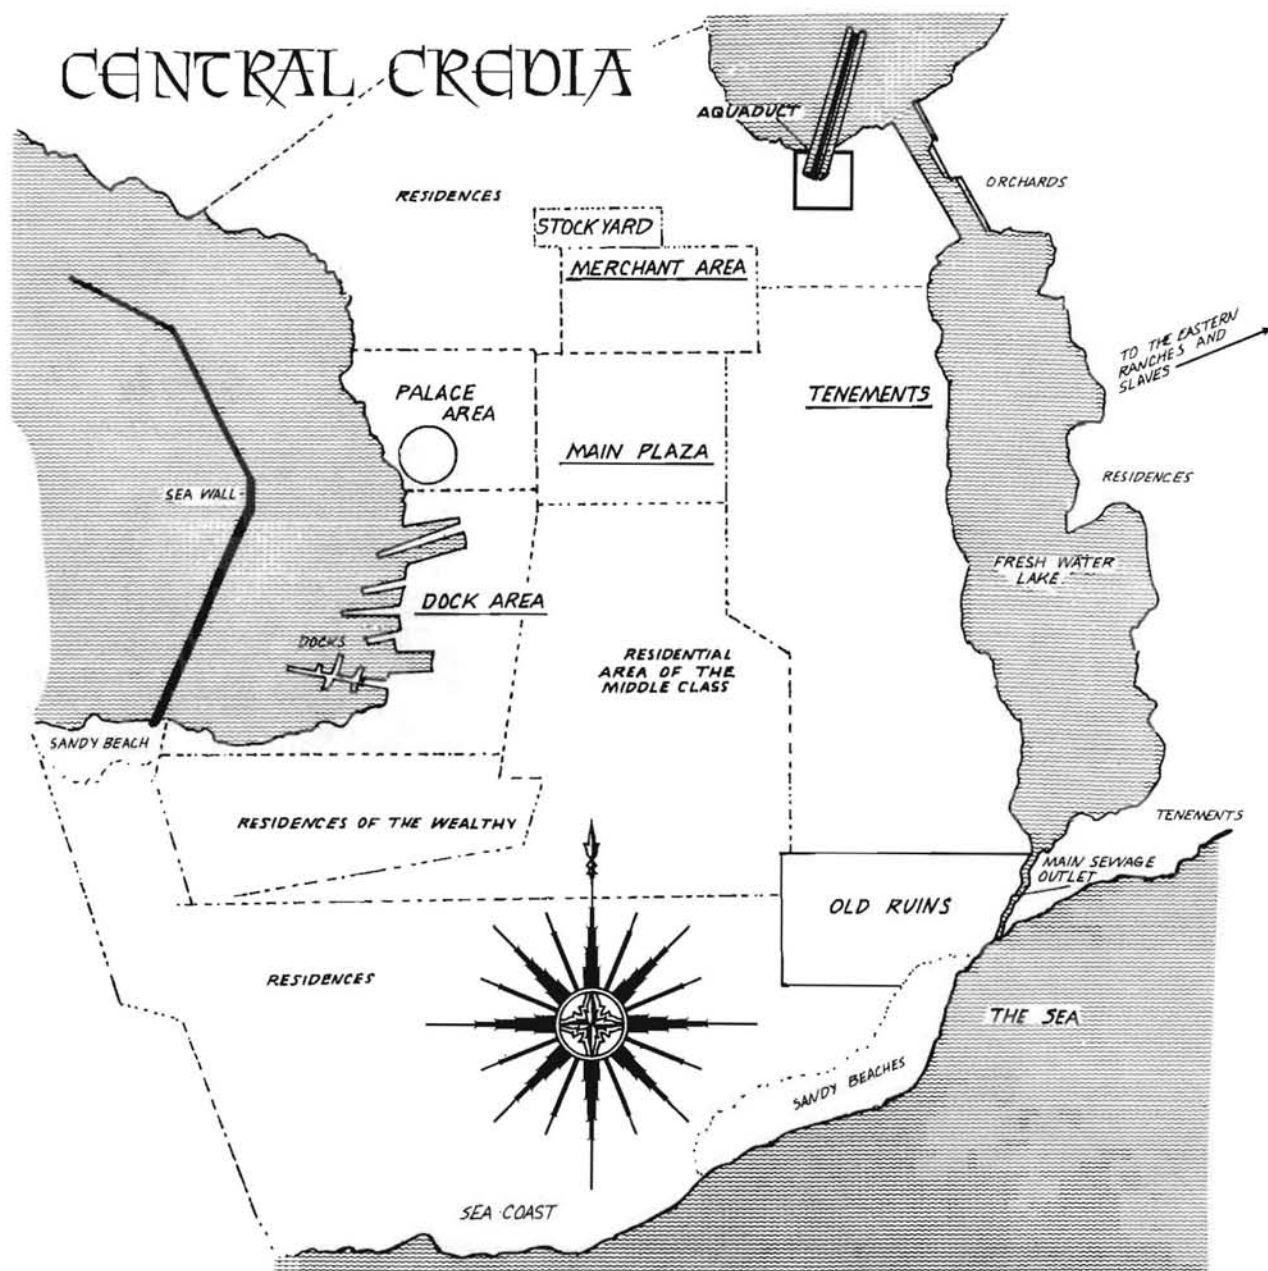 CENTRAL CREDIA
AQUADUCT
ORCHARDS
RESIDENCES
STOCKYARD
MERCHANT AREA
TO THE EASTERN
RANCHES AND
SLAVES
PALACE
AREA
TENEMENTS
MAIN PLAZA
SEA WALL
RESIDENCES
FRESH WATER
LAKE.
DOCK AREA
DOCKS
RESIDENTIAL
AREA OF THE
MIDDLE CLASS
SANDY BEACH
RESIDENCES OF THE WEALTHY
TENEMENTS
MAIN SEWAGE
OUTLET
OLD RUINS
RESIDENCES
THE SEA
SANDY BEACHES
SEA COAST